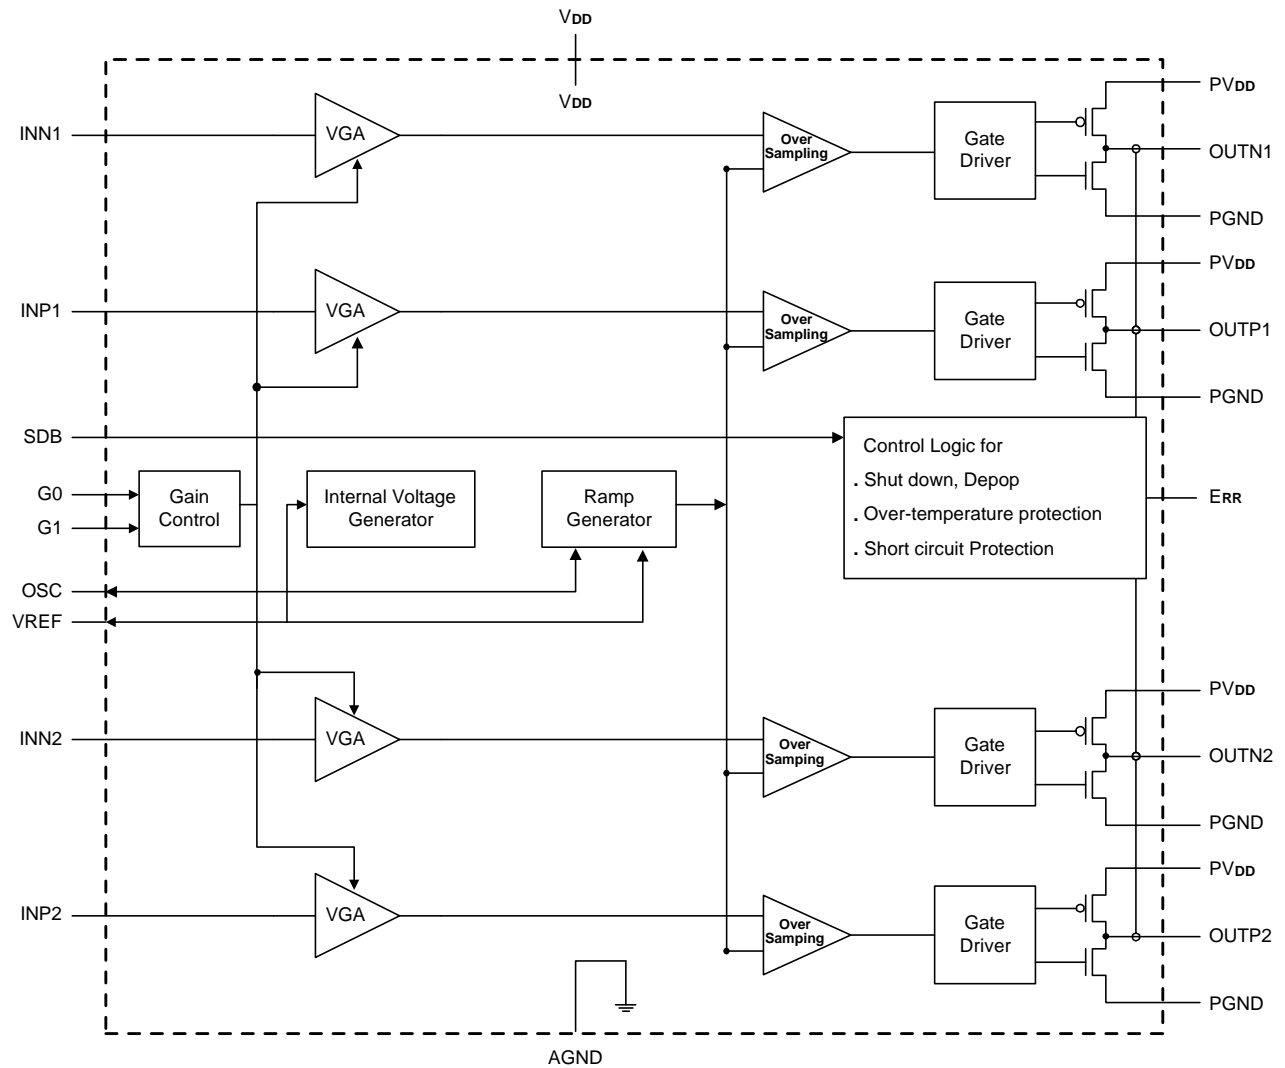 VDD
VDD
INN1
VGA
Over
Sampling
Gate
Driver
PVDD
OUTN1
PGND
INP1
VGA
Over
Sampling
Gate
Driver
PVDD
OUTP1
PGND
SDB
G0
G1
Gain
Control
Internal Voltage
Generator
Ramp
Generator
Control Logic for
. Shut down, Depop
. Over-temperature protection
. Short circuit Protection
ERR
OSC
VREF
INN2
VGA
Over
Samping
Gate
Driver
PVDD
OUTN2
PGND
INP2
VGA
Over
Samping
Gate
Driver
PVDD
OUTP2
PGND
AGND